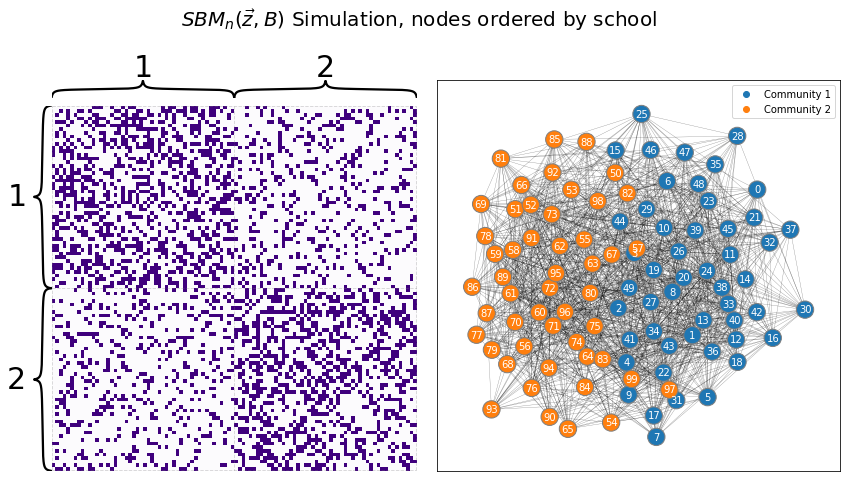 SBMₙ(z⃗, B) Simulation, nodes ordered by school
1 2
1
2
Community 1
Community 2
25
28
85 88
15 46 47
81 35
92 50 6 48 0
66 53 82 23
69 51 52 98 29 21
73 44 10 39 45 37
78 91 55 32
59 58 62 57 26 11
67
63 19 24
89 95 20 14
86 61 72 80 49 8 38
27 33
87 60 96 2 42 30
70 71 75 13 40
77 34 1 12 16
79 56 74 41 43 36
68 64 83 4 18
94 22
76 84 99 97
9 31 5
93 90 17
65 54 7